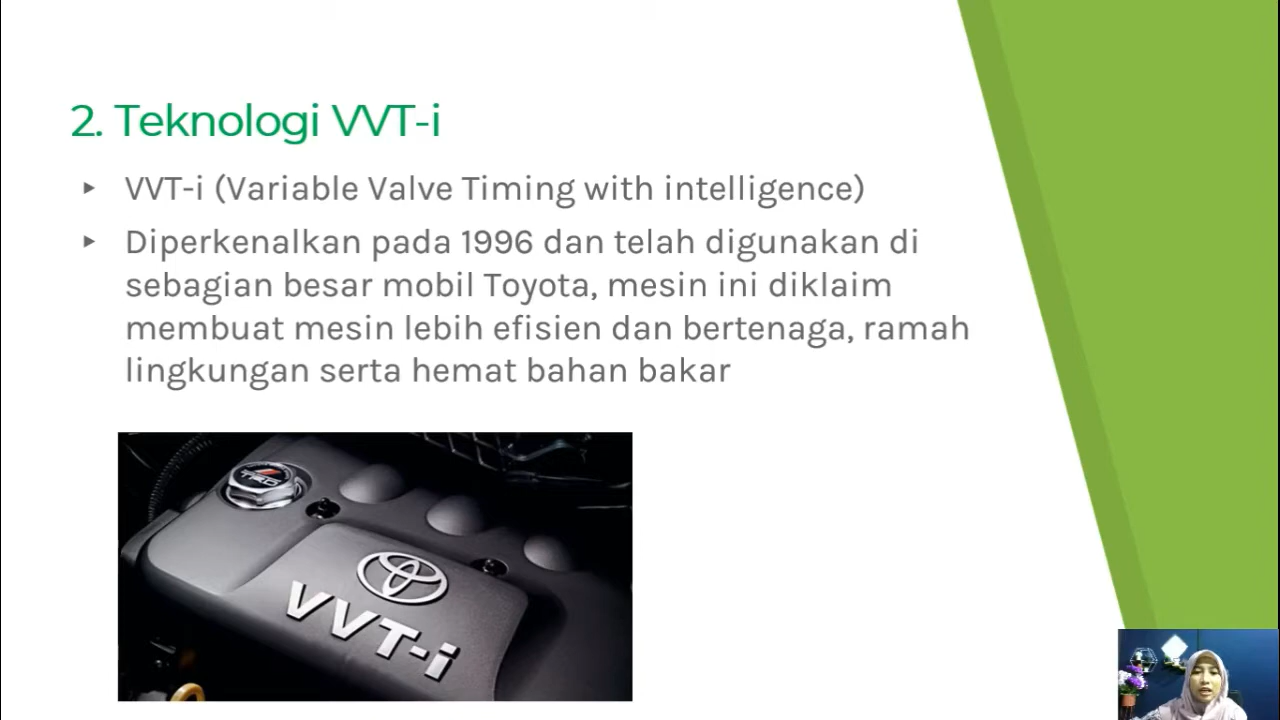 2. Teknologi VVT-i
VVT-i (Variable Valve Timing with intelligence)
Diperkenalkan pada 1996 dan telah digunakan di
sebagian besar mobil Toyota, mesin ini diklaim
membuat mesin lebih efisien dan bertenaga, ramah
lingkungan serta hemat bahan bakar
TRD
VVT-i